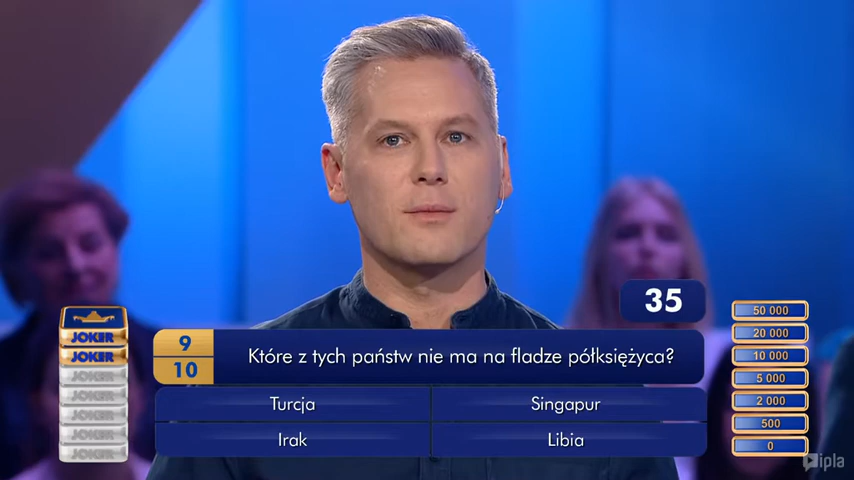 35
50 000
20 000
10 000
5 000
2 000
500
0
JOKER
JOKER
JOKER
JOKER
JOKER
JOKER
9
10
Które z tych państw nie ma na fladze półksiężyca?
Turcja
Singapur
Irak
Libia
ipla